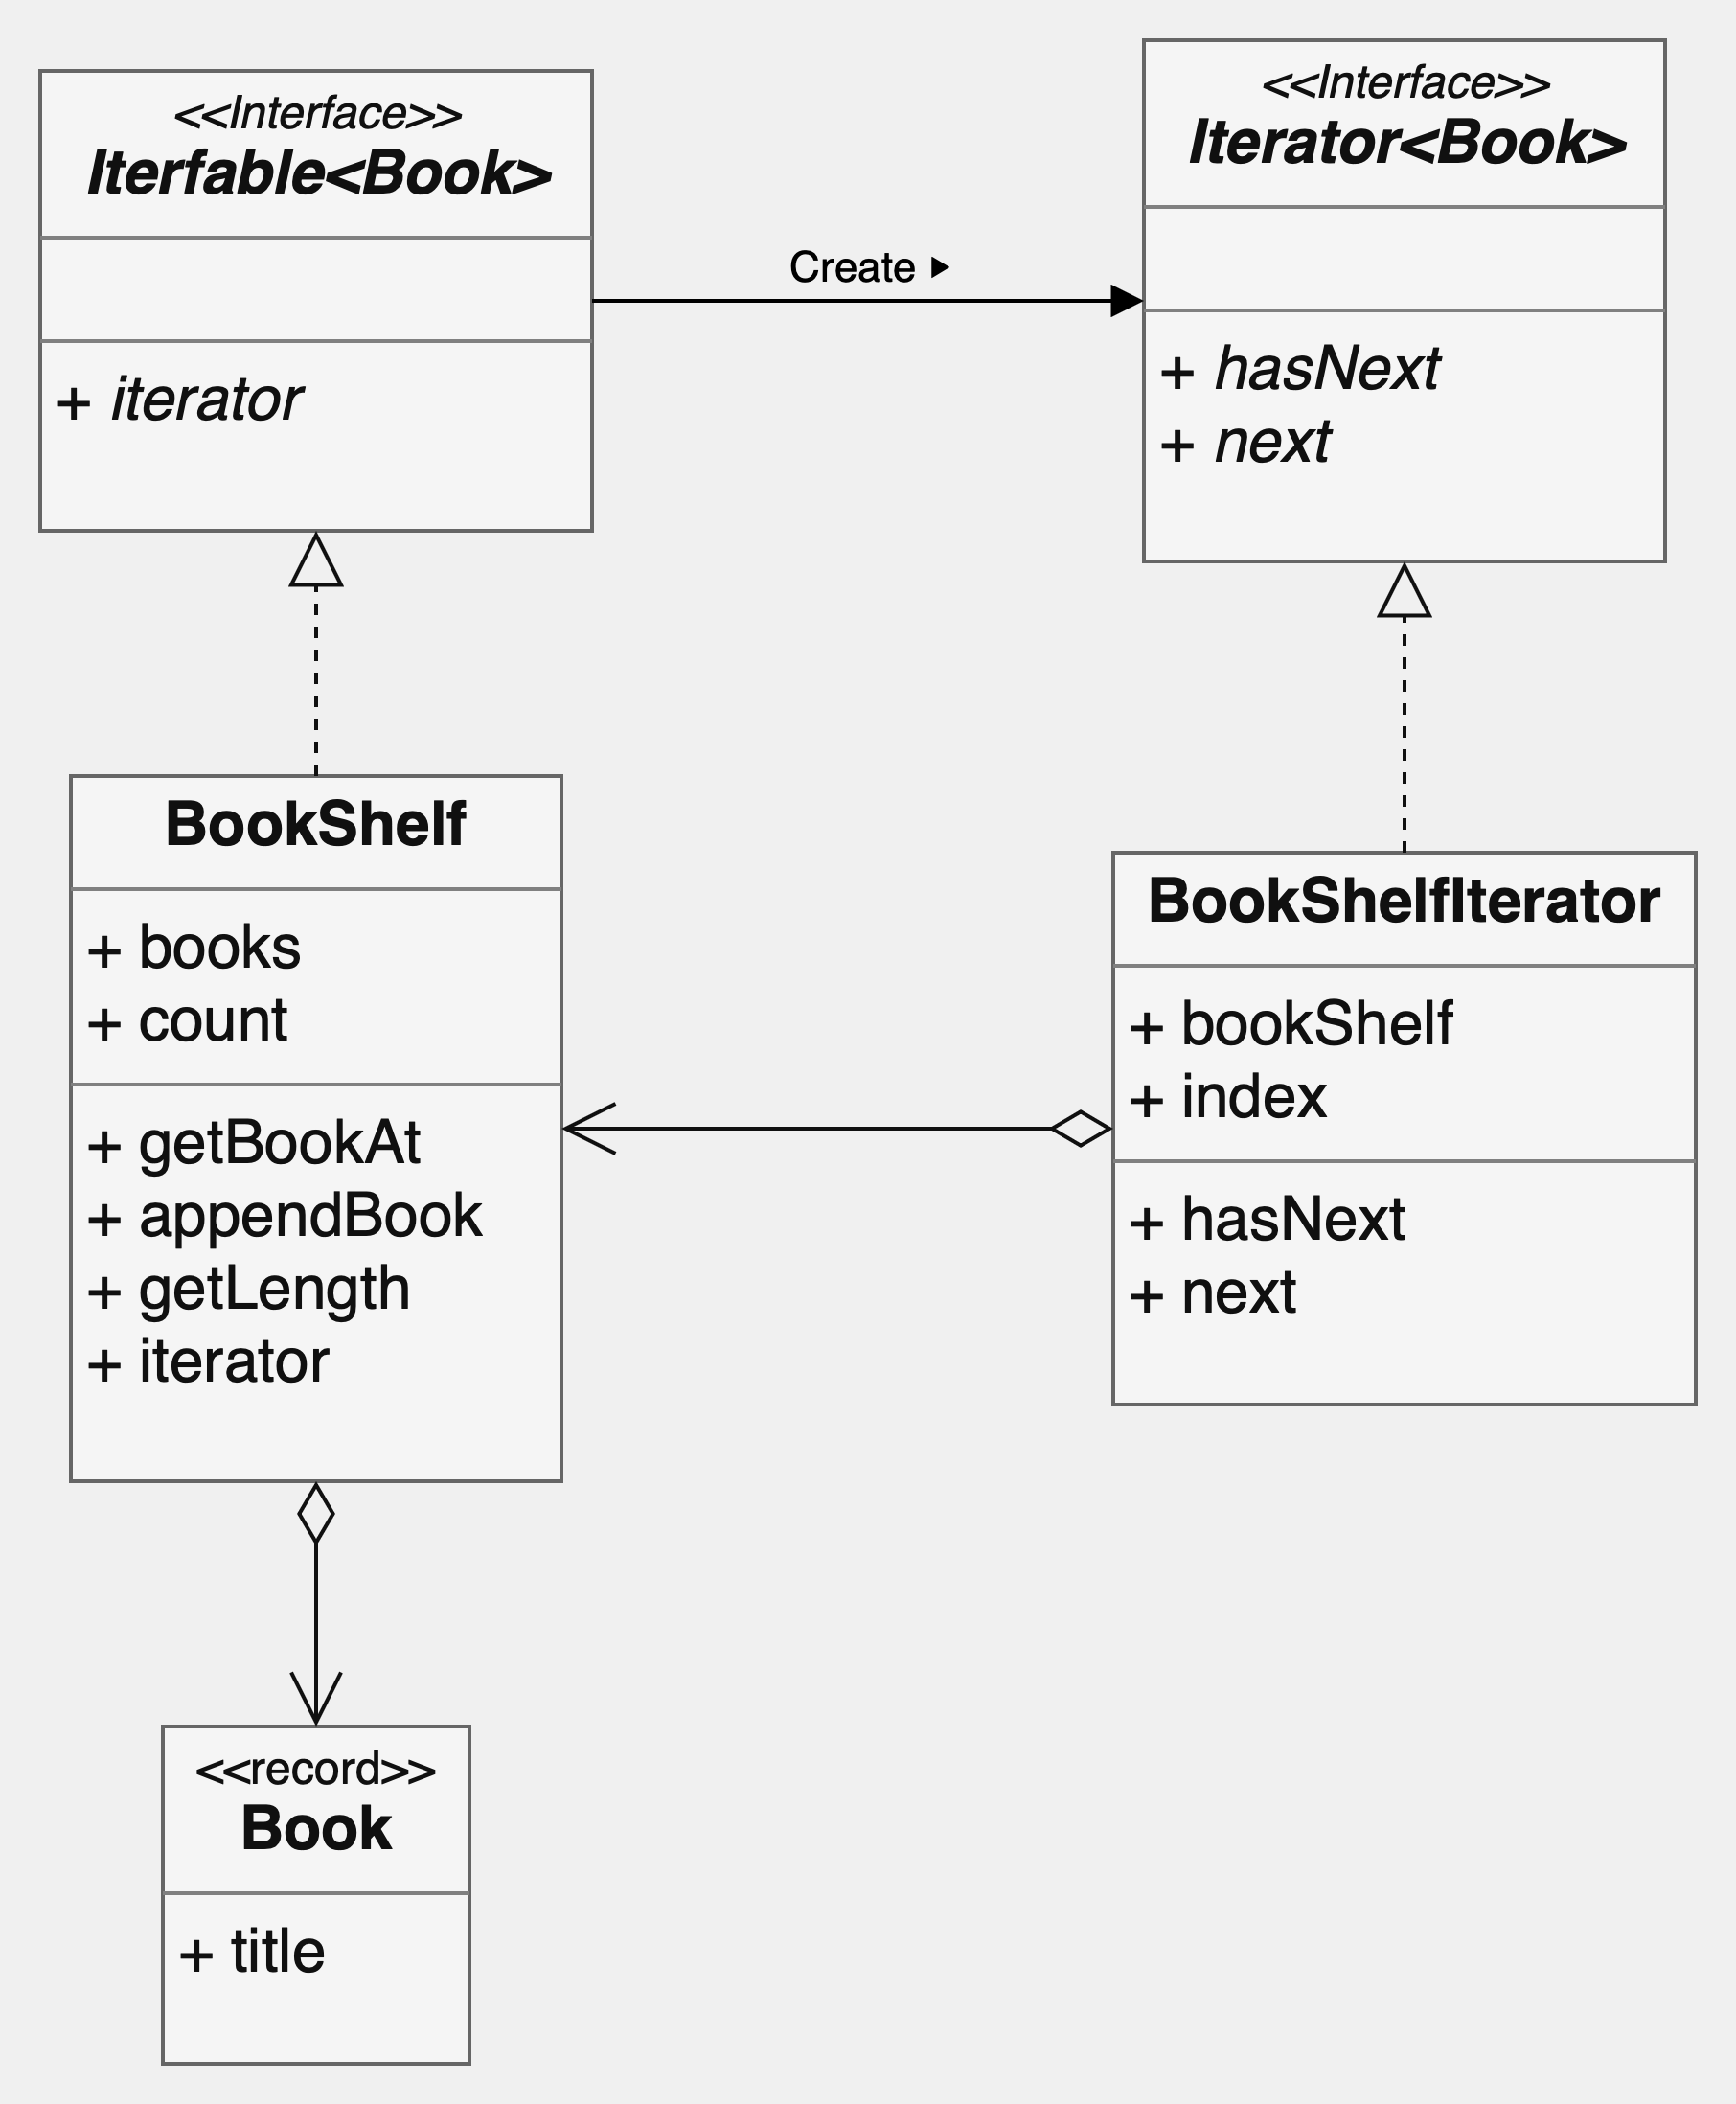 <<Interface>>
Iterfable<Book>
+ iterator
Create ▶
<<Interface>>
Iterator<Book>
+ hasNext
+ next
BookShelf
+ books
+ count
+ getBookAt
+ appendBook
+ getLength
+ iterator
BookShelfIterator
+ bookShelf
+ index
+ hasNext
+ next
<<record>>
Book
+ title